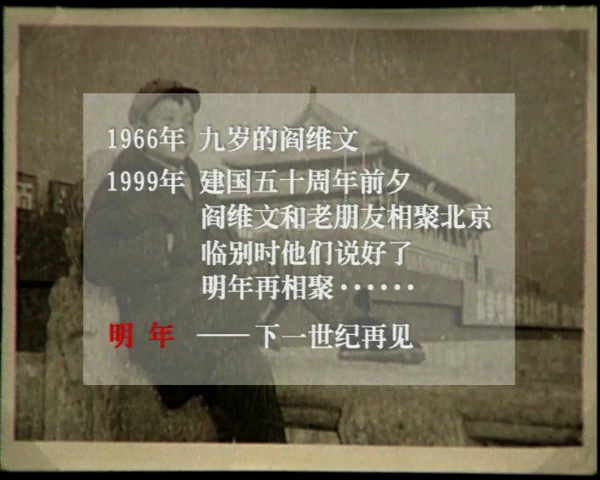 1966年 九岁的阎维文
1999年 建国五十周年前夕
阎维文和老朋友相聚北京
临别时他们说好了
明年再相聚······
明 年 ——下一世纪再见